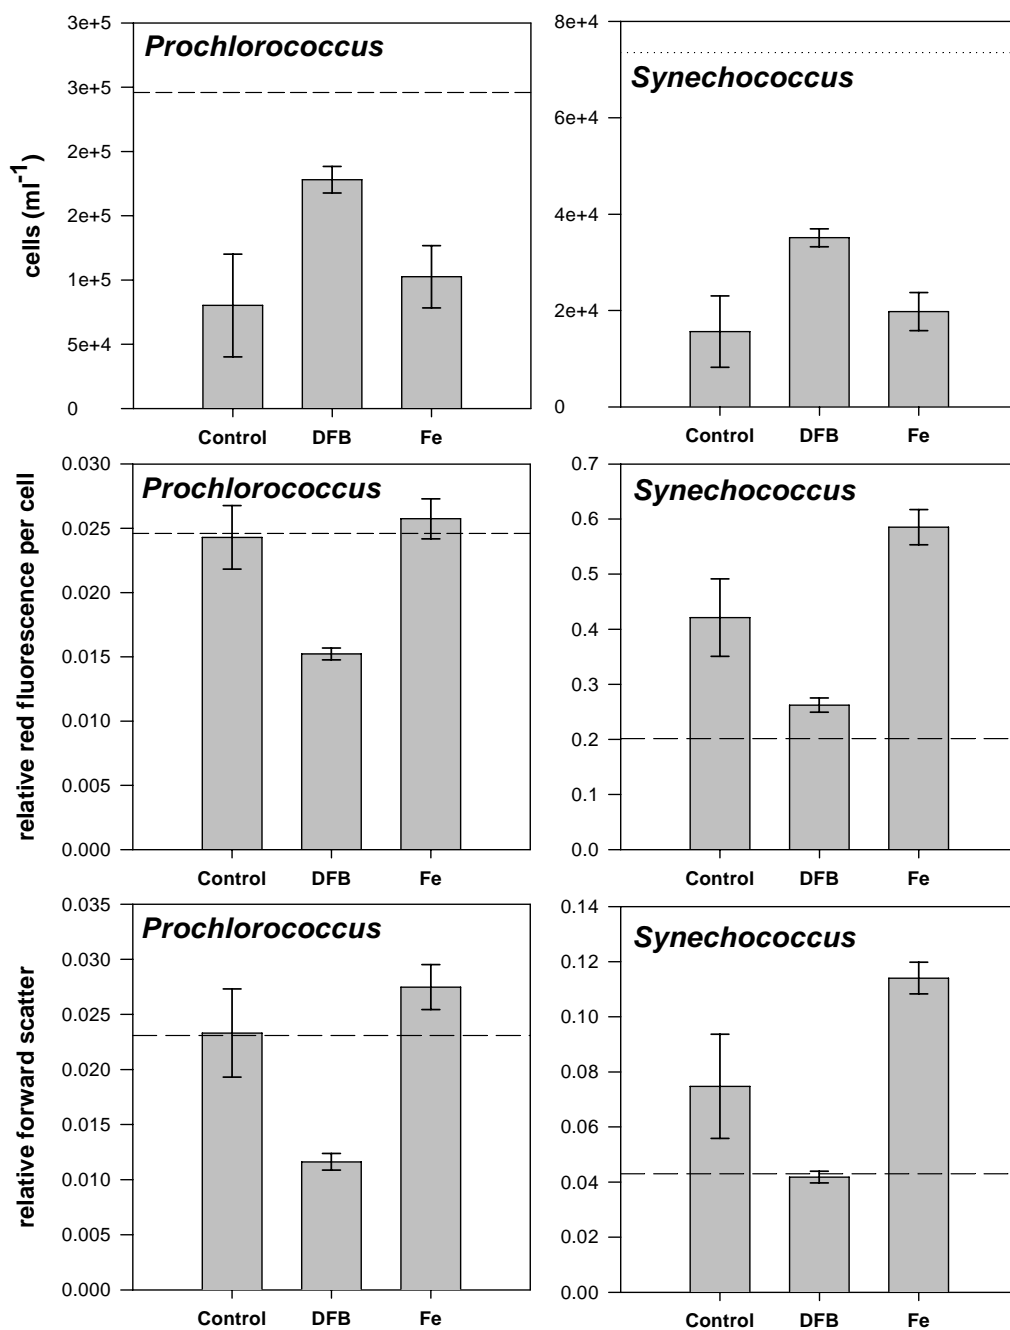 cells (ml-1)
3e+5
3e+5
2e+5
2e+5
1e+5
5e+4
0
Prochlorococcus
Control DFB Fe
8e+4
6e+4
4e+4
2e+4
0
Synechococcus
Control DFB Fe
relative red fluorescence per cell
0.030
0.025
0.020
0.015
0.010
0.005
0.000
Prochlorococcus
Control DFB Fe
0.7
0.6
0.5
0.4
0.3
0.2
0.1
0.0
Synechococcus
Control DFB Fe
relative forward scatter
0.035
0.030
0.025
0.020
0.015
0.010
0.005
0.000
Prochlorococcus
Control DFB Fe
0.14
0.12
0.10
0.08
0.06
0.04
0.02
0.00
Synechococcus
Control DFB Fe